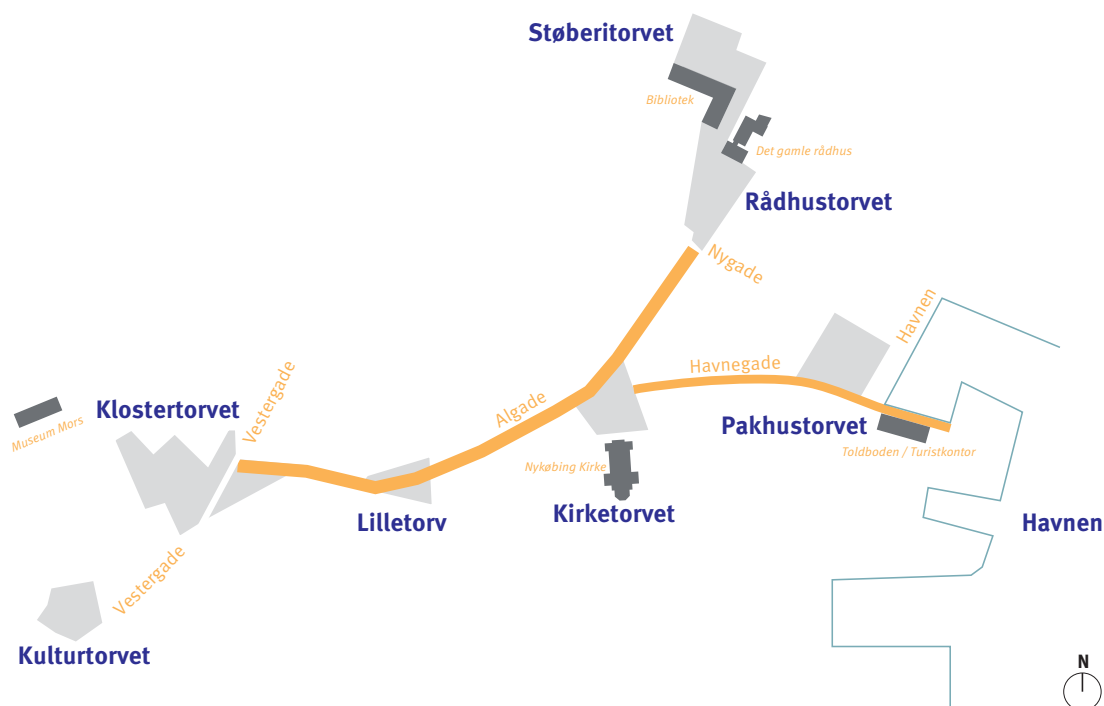 Støberitorvet
Bibliotek
Det gamle rådhus
Rådhustorvet
Nygade
Havnen
Havnegade
Vestergade
Klostertorvet
Museum Mors
Algade
Pakhustorvet
Toldboden / Turistkontor
Nykøbing Kirke
Kirketorvet
Lilletorv
Havnen
Vestergade
Kulturtorvet
N